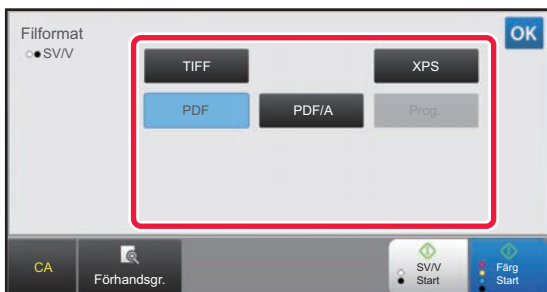 Filformat
OK
SV/V
TIFF
XPS
PDF
PDF/A
Prog.
CA
Förhandsgr.
SV/V
Start
Färg
Start